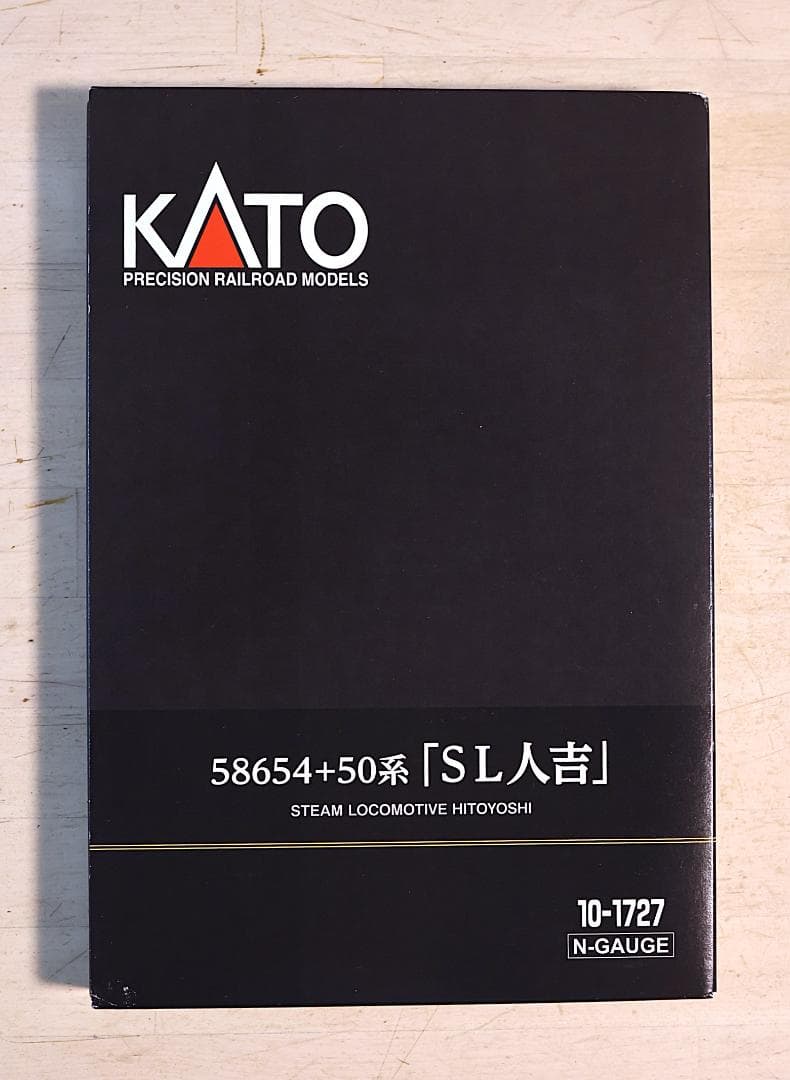 KATO
PRECISION RAILROAD MODELS
58654+50系「SL人吉」
STEAM LOCOMOTIVE HITOYOSHI
10-1727
N-GAUGE